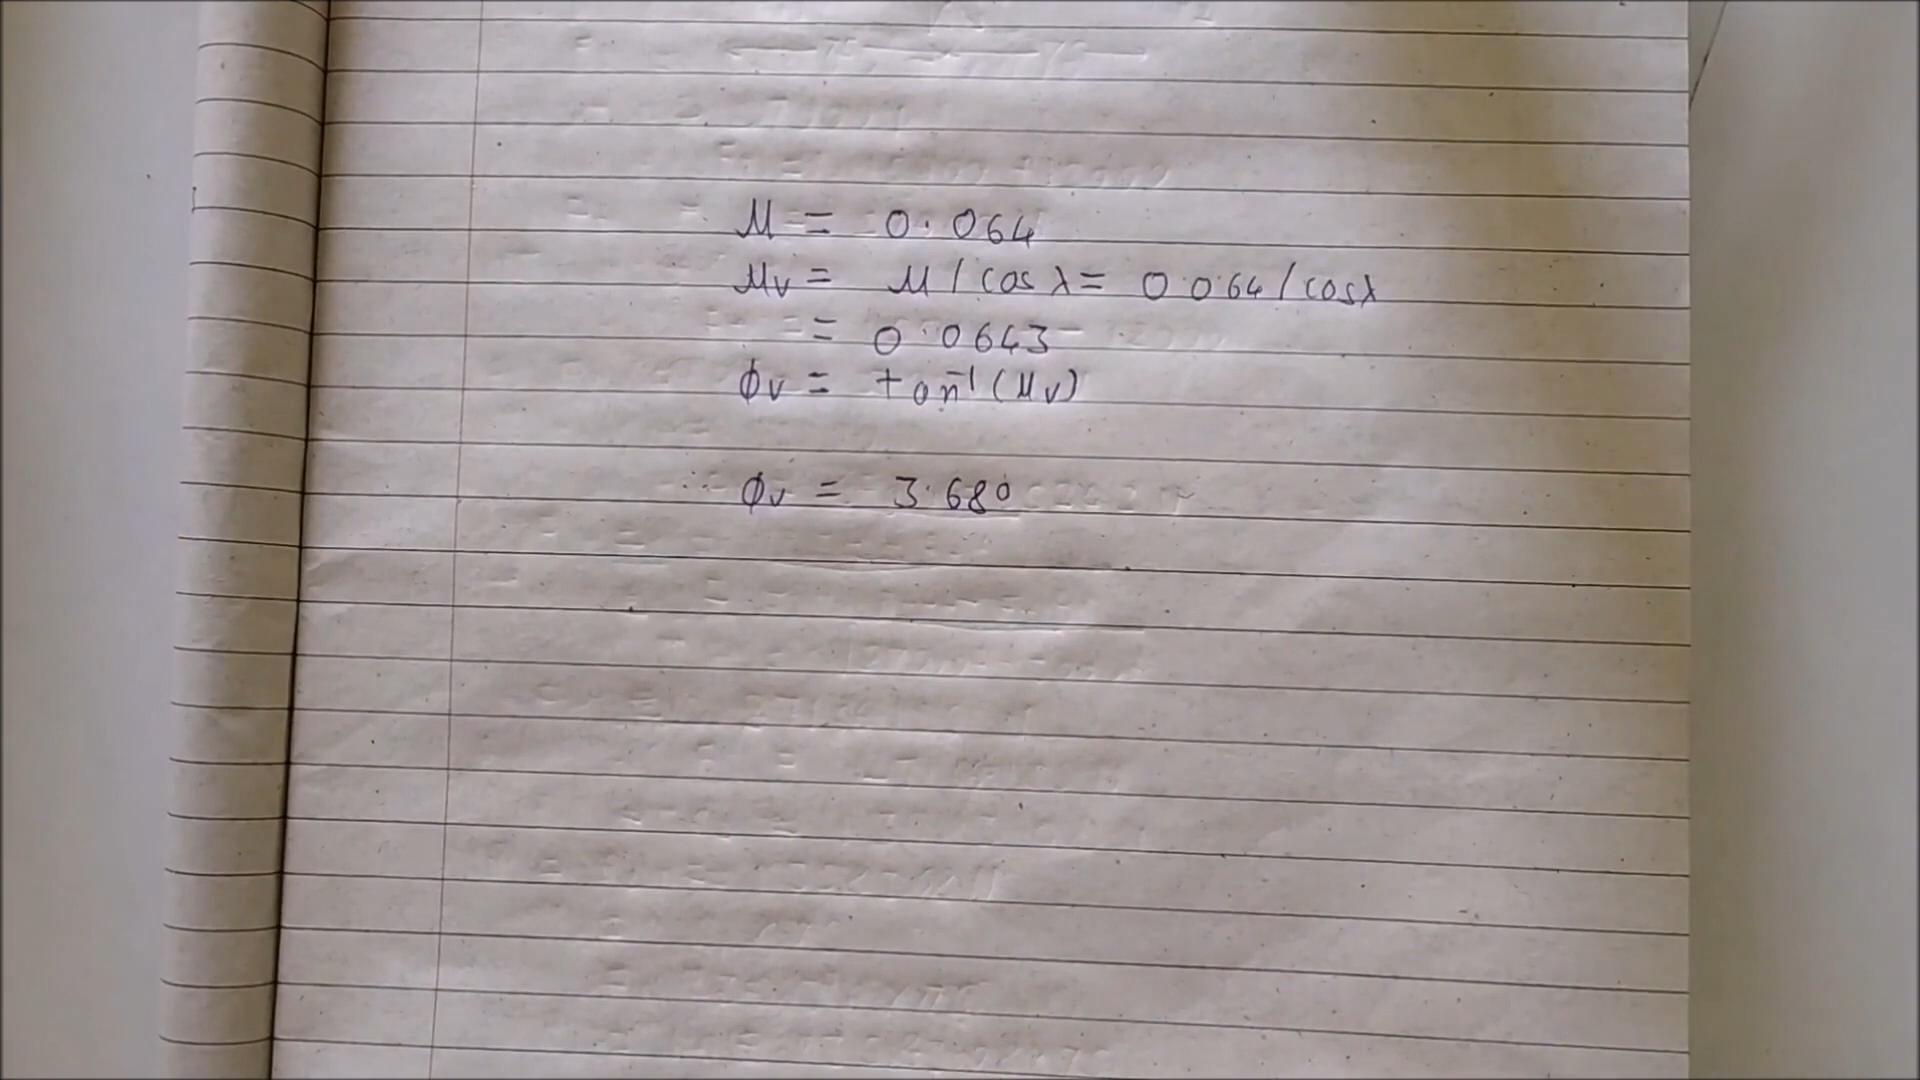 μ = 0.064
μv = μ / cos λ = 0.064 / cos λ
= 0.0643
φv = tan⁻¹ (μv)
∴ φv = 3.68°